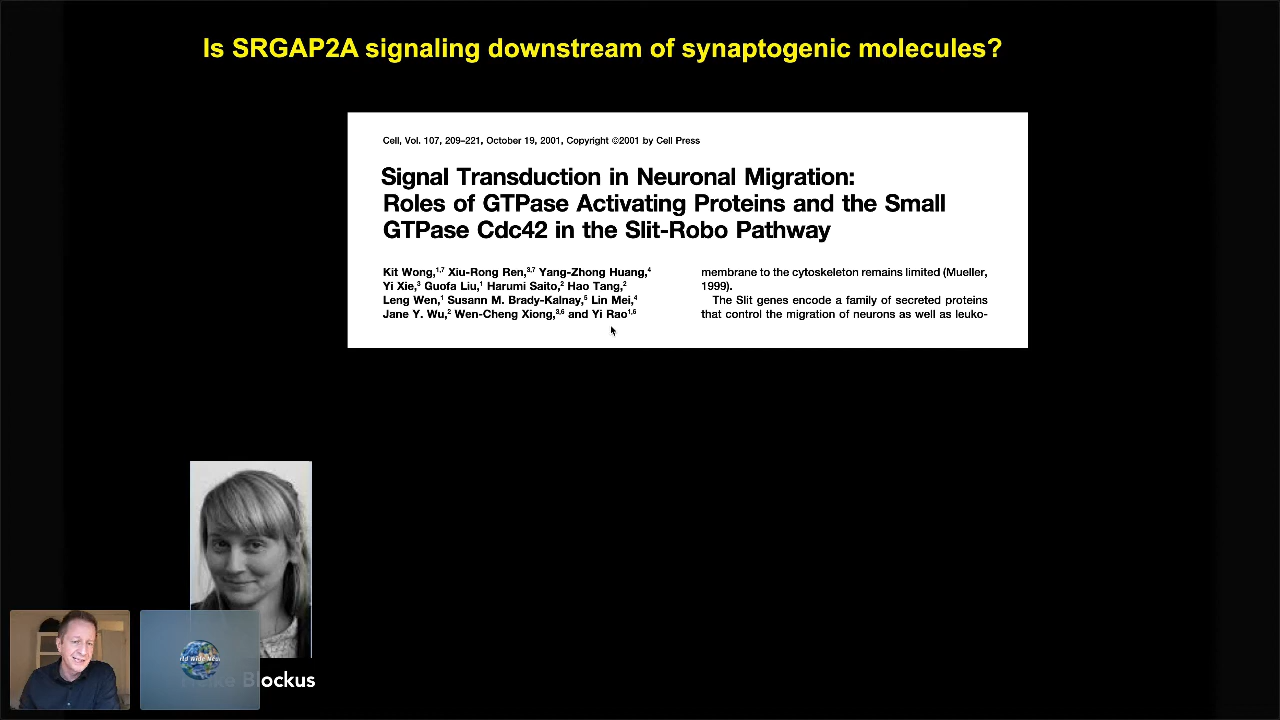 Is SRGAP2A signaling downstream of synaptogenic molecules?
Cell, Vol. 107, 209–221, October 19, 2001, Copyright ©2001 by Cell Press
Signal Transduction in Neuronal Migration:
Roles of GTPase Activating Proteins and the Small
GTPase Cdc42 in the Slit-Robo Pathway
Kit Wong,1,7 Xiu-Rong Ren,3,7 Yang-Zhong Huang,4
Yi Xie,3 Guofa Liu,1 Harumi Saito,2 Hao Tang,2
Leng Wen,1 Susann M. Brady-Kalnay,5 Lin Mei,4
Jane Y. Wu,2 Wen-Cheng Xiong,3,6 and Yi Rao1,6
membrane to the cytoskeleton remains limited (Mueller,
1999).
The Slit genes encode a family of secreted proteins
that control the migration of neurons as well as leuko-
Wide
Blockus